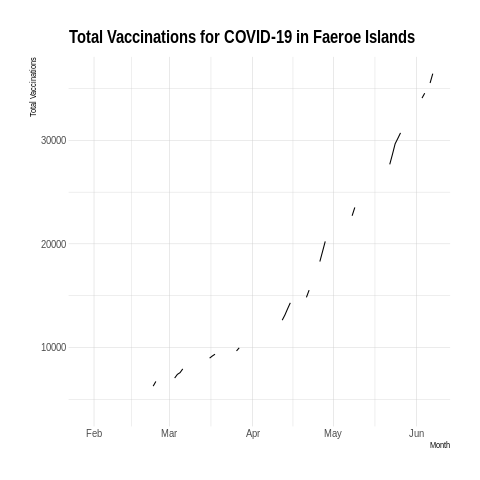 Total Vaccinations for COVID-19 in Faeroe Islands
Total Vaccinations
30000
20000
10000
Feb Mar Apr May Jun
Month